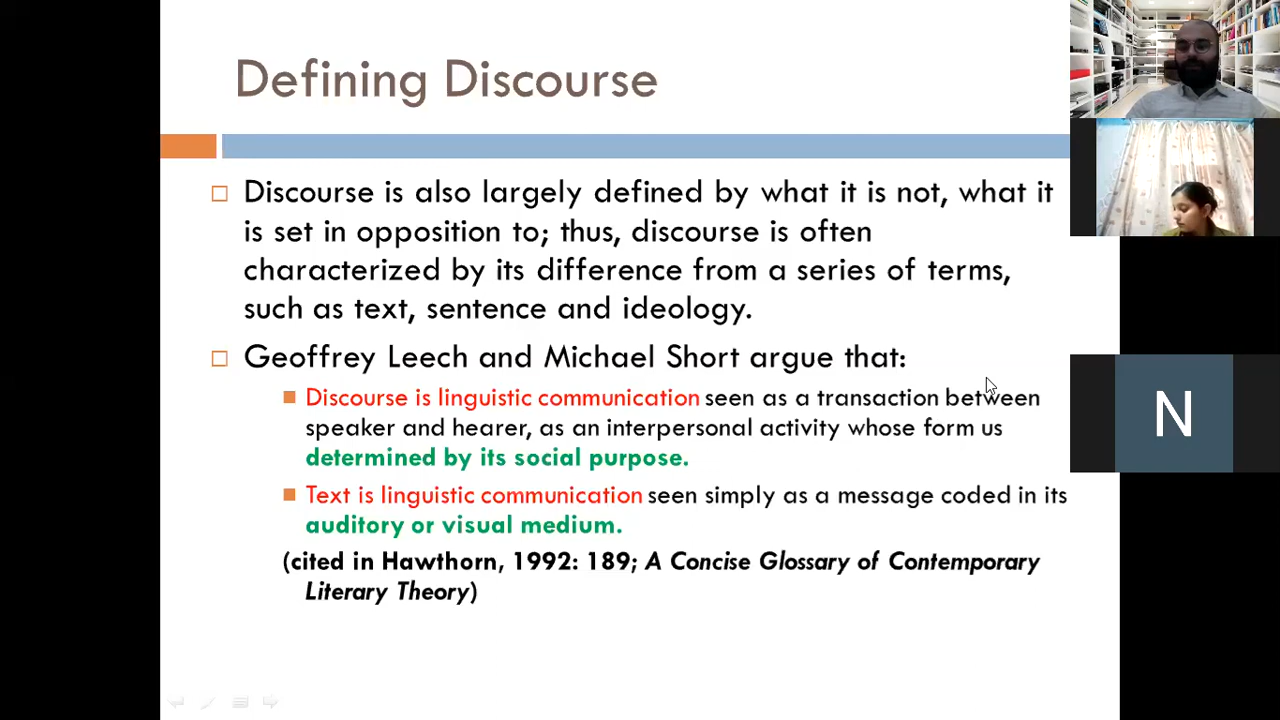 Defining Discourse
Discourse is also largely defined by what it is not, what it
is set in opposition to; thus, discourse is often
characterized by its difference from a series of terms,
such as text, sentence and ideology.
Geoffrey Leech and Michael Short argue that:
Discourse is linguistic communication seen as a transaction between
speaker and hearer, as an interpersonal activity whose form us
determined by its social purpose.
Text is linguistic communication seen simply as a message coded in its
auditory or visual medium.
(cited in Hawthorn, 1992: 189; A Concise Glossary of Contemporary
Literary Theory)
N